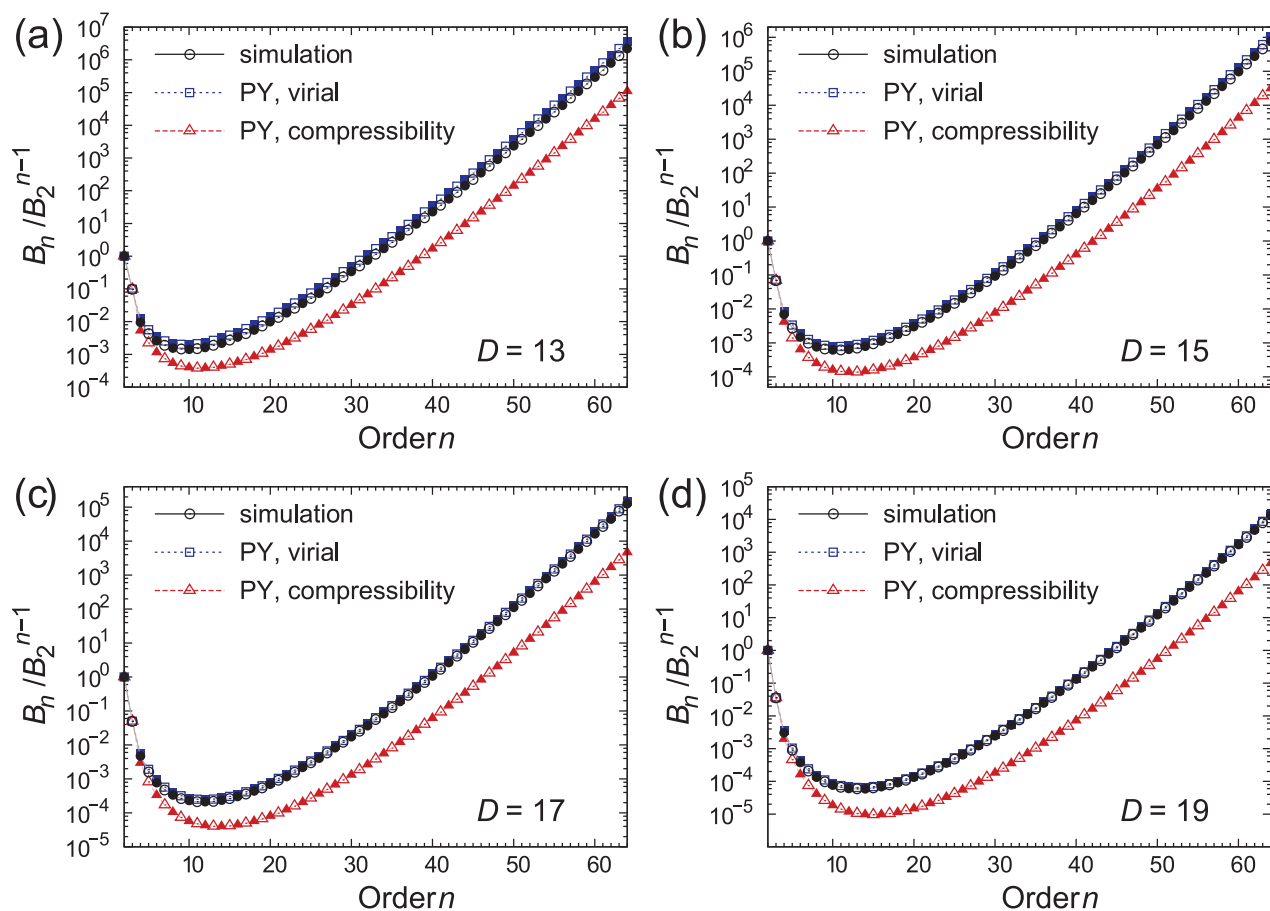 (a)
10^7
10^6
10^5
10^4
10^3
10^2
10^1
10^0
10^−1
10^−2
10^−3
10^−4
B_n/B_2^{n−1}
simulation
PY, virial
PY, compressibility
D = 13
10 20 30 40 50 60
Order n
(b)
10^6
10^5
10^4
10^3
10^2
10^1
10^0
10^−1
10^−2
10^−3
10^−4
B_n/B_2^{n−1}
simulation
PY, virial
PY, compressibility
D = 15
10 20 30 40 50 60
Order n
(c)
10^5
10^4
10^3
10^2
10^1
10^0
10^−1
10^−2
10^−3
10^−4
10^−5
B_n/B_2^{n−1}
simulation
PY, virial
PY, compressibility
D = 17
10 20 30 40 50 60
Order n
(d)
10^5
10^4
10^3
10^2
10^1
10^0
10^−1
10^−2
10^−3
10^−4
10^−5
B_n/B_2^{n−1}
simulation
PY, virial
PY, compressibility
D = 19
10 20 30 40 50 60
Order n